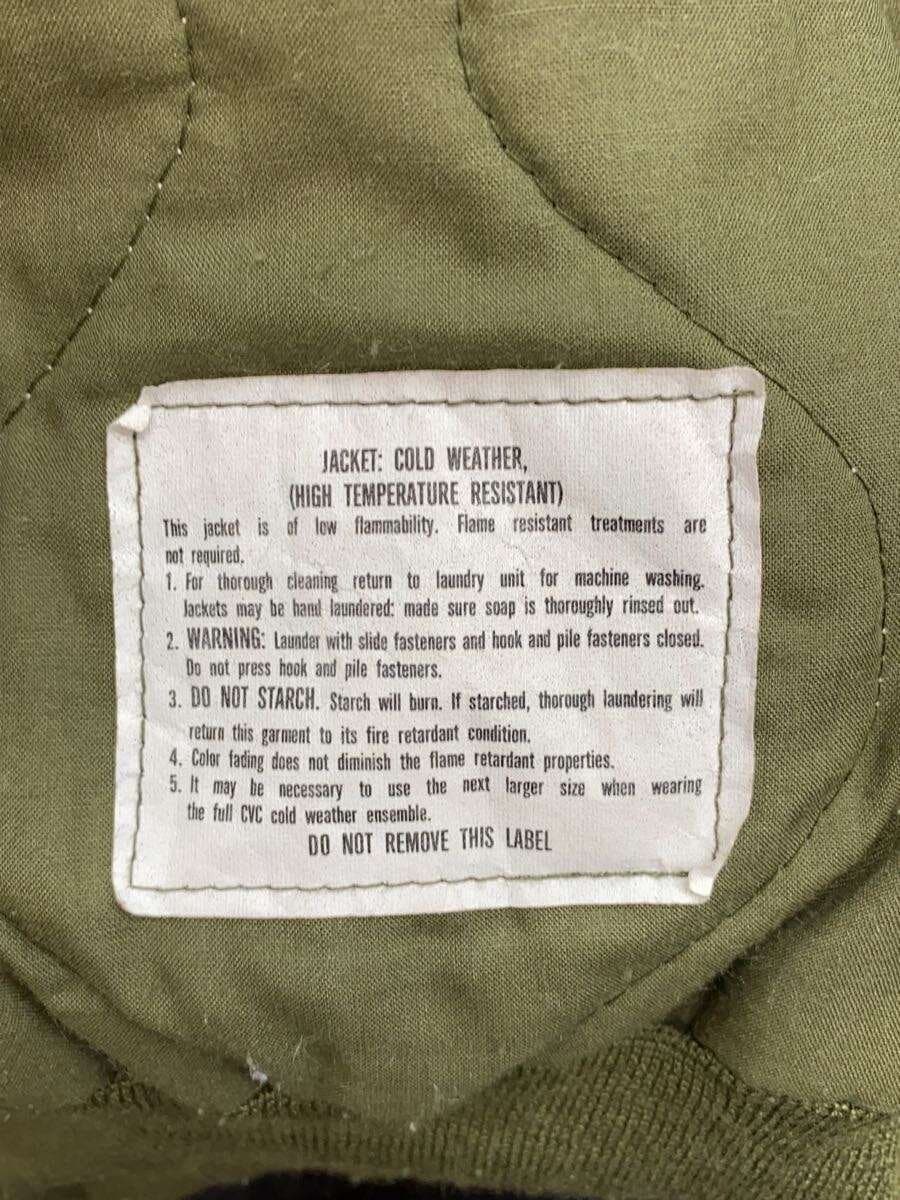 JACKET: COLD WEATHER,
(HIGH TEMPERATURE RESISTANT)
This jacket is of low flammability. Flame resistant treatments are
not required.
1. For thorough cleaning return to laundry unit for machine washing.
Jackets may be hand laundered: made sure soap is thoroughly rinsed out.
2. WARNING: Launder with slide fasteners and hook and pile fasteners closed.
Do not press hook and pile fasteners.
3. DO NOT STARCH. Starch will burn. If starched, thorough laundering will
return this garment to its fire retardant condition.
4. Color fading does not diminish the flame retardant properties.
5. It may be necessary to use the next larger size when wearing
the full CVC cold weather ensemble.
DO NOT REMOVE THIS LABEL